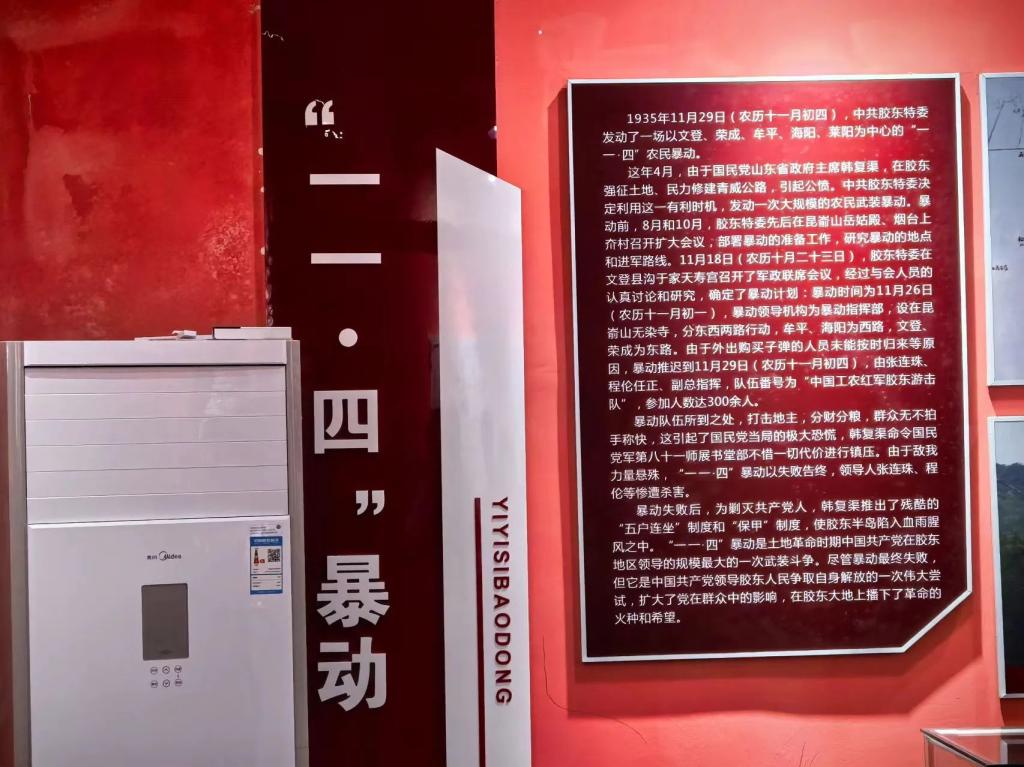 “一一·四”暴动
YIYISIBAODONG
1935年11月29日（农历十一月初四），中共胶东特委
发动了一场以文登、荣成、牟平、海阳、莱阳为中心的“一
一·四”农民暴动。
这年4月，由于国民党山东省政府主席韩复渠，在胶东
强征土地、民力修建青威公路，引起公愤。中共胶东特委决
定利用这一有利时机，发动一次大规模的农民武装暴动。暴
动前，8月和10月，胶东特委先后在昆嵛山岳姑殿、烟台上
夼村召开扩大会议，部署暴动的准备工作，研究暴动的地点
和进军路线。11月18日（农历十月二十三日），胶东特委在
文登县沟于家天寿宫召开了军政联席会议，经过与会人员的
认真讨论和研究，确定了暴动计划：暴动时间为11月26日
（农历十一月初一），暴动领导机构为暴动指挥部，设在昆
嵛山无染寺，分东西两路行动，牟平、海阳为西路，文登、
荣成为东路。由于外出购买子弹的人员未能按时归来等原
因，暴动推迟到11月29日（农历十一月初四），由张连珠、
程伦任正、副总指挥，队伍番号为“中国工农红军胶东游击
队”，参加人数达300余人。
暴动队伍所到之处，打击地主，分财分粮，群众无不拍
手称快，这引起了国民党当局的极大恐慌，韩复渠命令国民
党军第八十一师展书堂部不惜一切代价进行镇压。由于敌我
力量悬殊，“一一·四”暴动以失败告终，领导人张连珠、程
伦等惨遭杀害。
暴动失败后，为剿灭共产党人，韩复渠推出了残酷的
“五户连坐”制度和“保甲”制度，使胶东半岛陷入血雨腥
风之中。“一一·四”暴动是土地革命时期中国共产党在胶东
地区领导的规模最大的一次武装斗争。尽管暴动最终失败，
但它是中国共产党领导胶东人民争取自身解放的一次伟大尝
试，扩大了党在群众中的影响，在胶东大地上播下了革命的
火种和希望。
美的 Midea